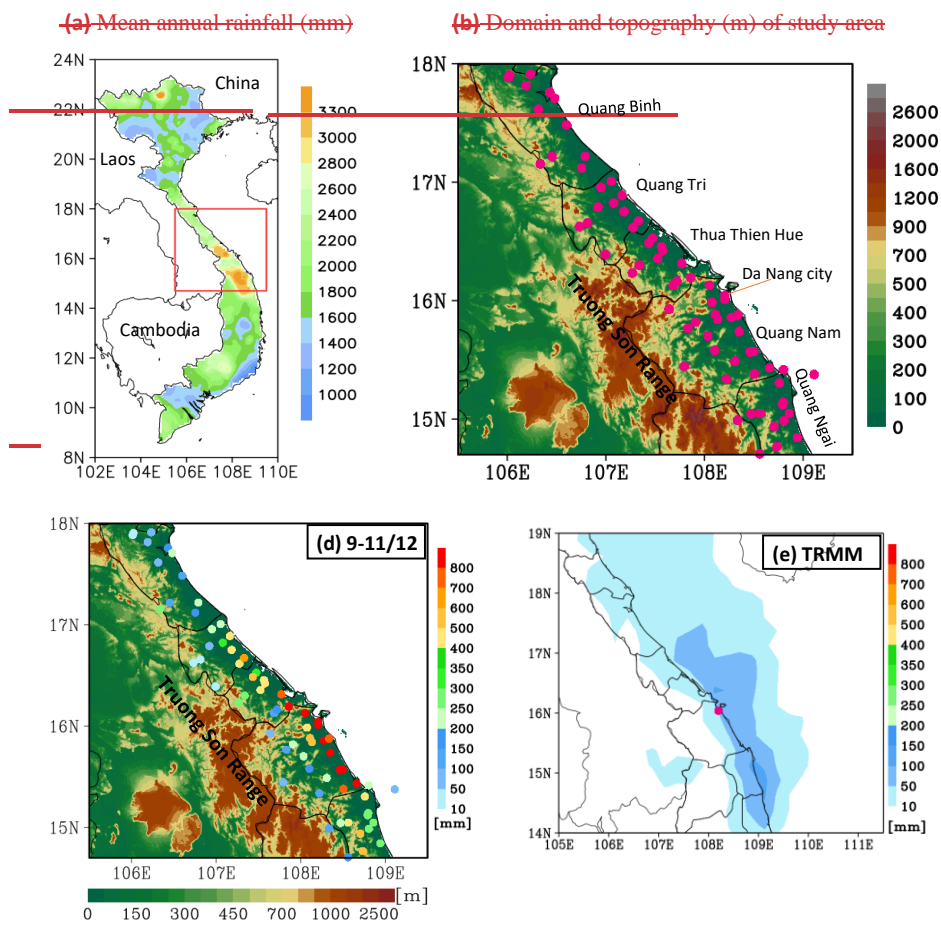 (a) Mean annual rainfall (mm)
24N
22N
20N
18N
16N
14N
12N
10N
8N
102E 104E 106E 108E 110E
China
Laos
Cambodia
3300
3000
2800
2600
2400
2200
2000
1800
1600
1400
1200
1000
(b) Domain and topography (m) of study area
18N
17N
16N
15N
106E 107E 108E 109E
Quang Binh
Quang Tri
Thua Thien Hue
Da Nang city
Quang Nam
Quang Ngai
Truong Son Range
2600
2000
1600
1200
900
700
500
400
300
200
100
0
(d) 9-11/12
18N
17N
16N
15N
106E 107E 108E 109E
Truong Son Range
800
700
600
500
400
350
300
250
200
150
100
50
10
[mm]
0 150 300 450 700 1000 2500
[m]
(e) TRMM
19N
18N
17N
16N
15N
14N
105E 106E 107E 108E 109E 110E 111E
800
700
600
500
400
350
300
250
200
150
100
50
10
[mm]